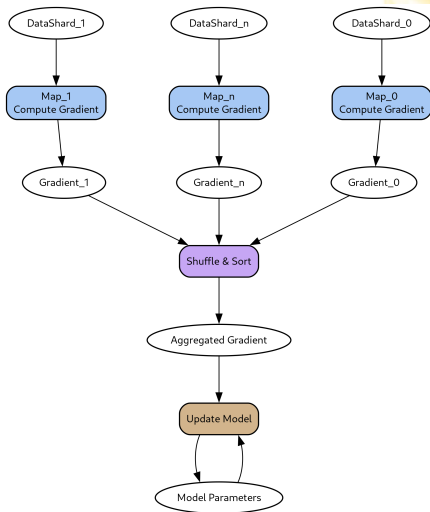 DataShard_1
DataShard_n
DataShard_0
Map_1
Compute Gradient
Map_n
Compute Gradient
Map_0
Compute Gradient
Gradient_1
Gradient_n
Gradient_0
Shuffle & Sort
Aggregated Gradient
Update Model
Model Parameters